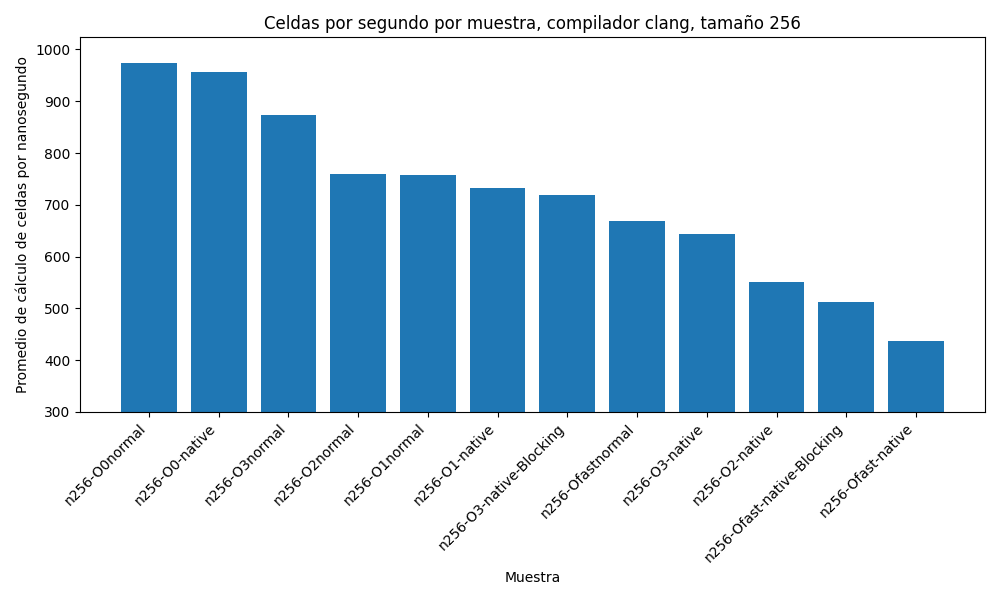 Celdas por segundo por muestra, compilador clang, tamaño 256
Promedio de cálculo de celdas por nanosegundo
1000
900
800
700
600
500
400
300
n256-O0normal
n256-O0-native
n256-O3normal
n256-O2normal
n256-O1normal
n256-O1-native
n256-O3-native-Blocking
n256-Ofastnormal
n256-O3-native
n256-O2-native
n256-Ofast-native-Blocking
n256-Ofast-native
Muestra